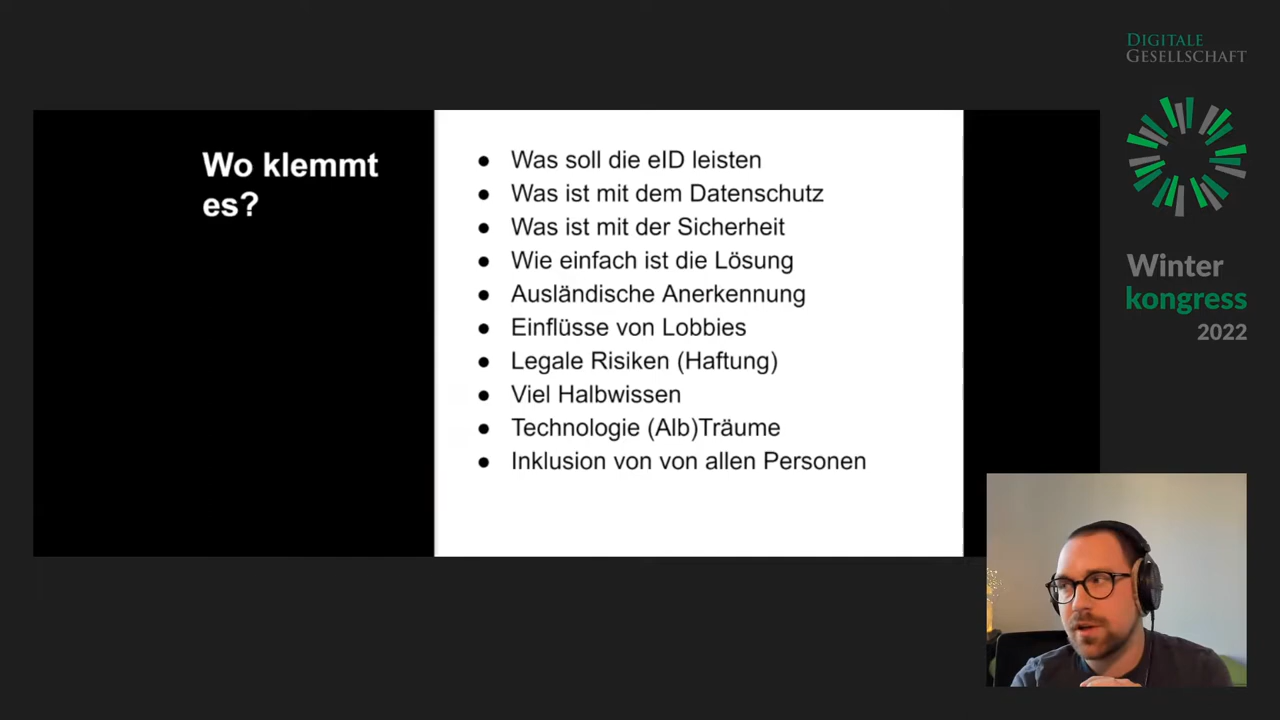 DIGITALE
GESELLSCHAFT
Wo klemmt
es?
● Was soll die eID leisten
● Was ist mit dem Datenschutz
● Was ist mit der Sicherheit
● Wie einfach ist die Lösung
● Ausländische Anerkennung
● Einflüsse von Lobbies
● Legale Risiken (Haftung)
● Viel Halbwissen
● Technologie (Alb)Träume
● Inklusion von von allen Personen
Winter
kongress
2022